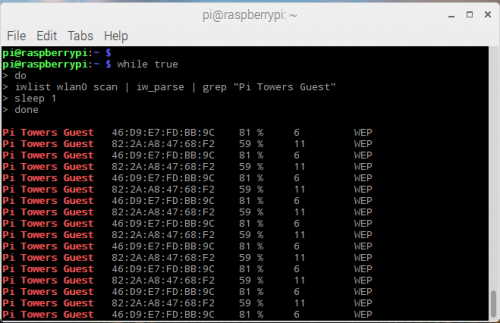 pi@raspberrypi: ~
File Edit Tabs Help
pi@raspberrypi:~ $
pi@raspberrypi:~ $ while true
> do
> iwlist wlan0 scan | iw_parse | grep "Pi Towers Guest"
> sleep 1
> done
Pi Towers Guest 46:D9:E7:FD:BB:9C 81 % 6 WEP
Pi Towers Guest 82:2A:A8:47:68:F2 59 % 11 WEP
Pi Towers Guest 82:2A:A8:47:68:F2 59 % 11 WEP
Pi Towers Guest 82:2A:A8:47:68:F2 59 % 11 WEP
Pi Towers Guest 46:D9:E7:FD:BB:9C 81 % 6 WEP
Pi Towers Guest 82:2A:A8:47:68:F2 59 % 11 WEP
Pi Towers Guest 46:D9:E7:FD:BB:9C 81 % 6 WEP
Pi Towers Guest 82:2A:A8:47:68:F2 59 % 11 WEP
Pi Towers Guest 46:D9:E7:FD:BB:9C 81 % 6 WEP
Pi Towers Guest 82:2A:A8:47:68:F2 59 % 11 WEP
Pi Towers Guest 46:D9:E7:FD:BB:9C 81 % 6 WEP
Pi Towers Guest 82:2A:A8:47:68:F2 59 % 11 WEP
Pi Towers Guest 46:D9:E7:FD:BB:9C 81 % 6 WEP
Pi Towers Guest 82:2A:A8:47:68:F2 59 % 11 WEP
Pi Towers Guest 46:D9:E7:FD:BB:9C 81 % 6 WEP
Pi Towers Guest 82:2A:A8:47:68:F2 59 % 11 WEP
Pi Towers Guest 46:D9:E7:FD:BB:9C 81 % 6 WEP